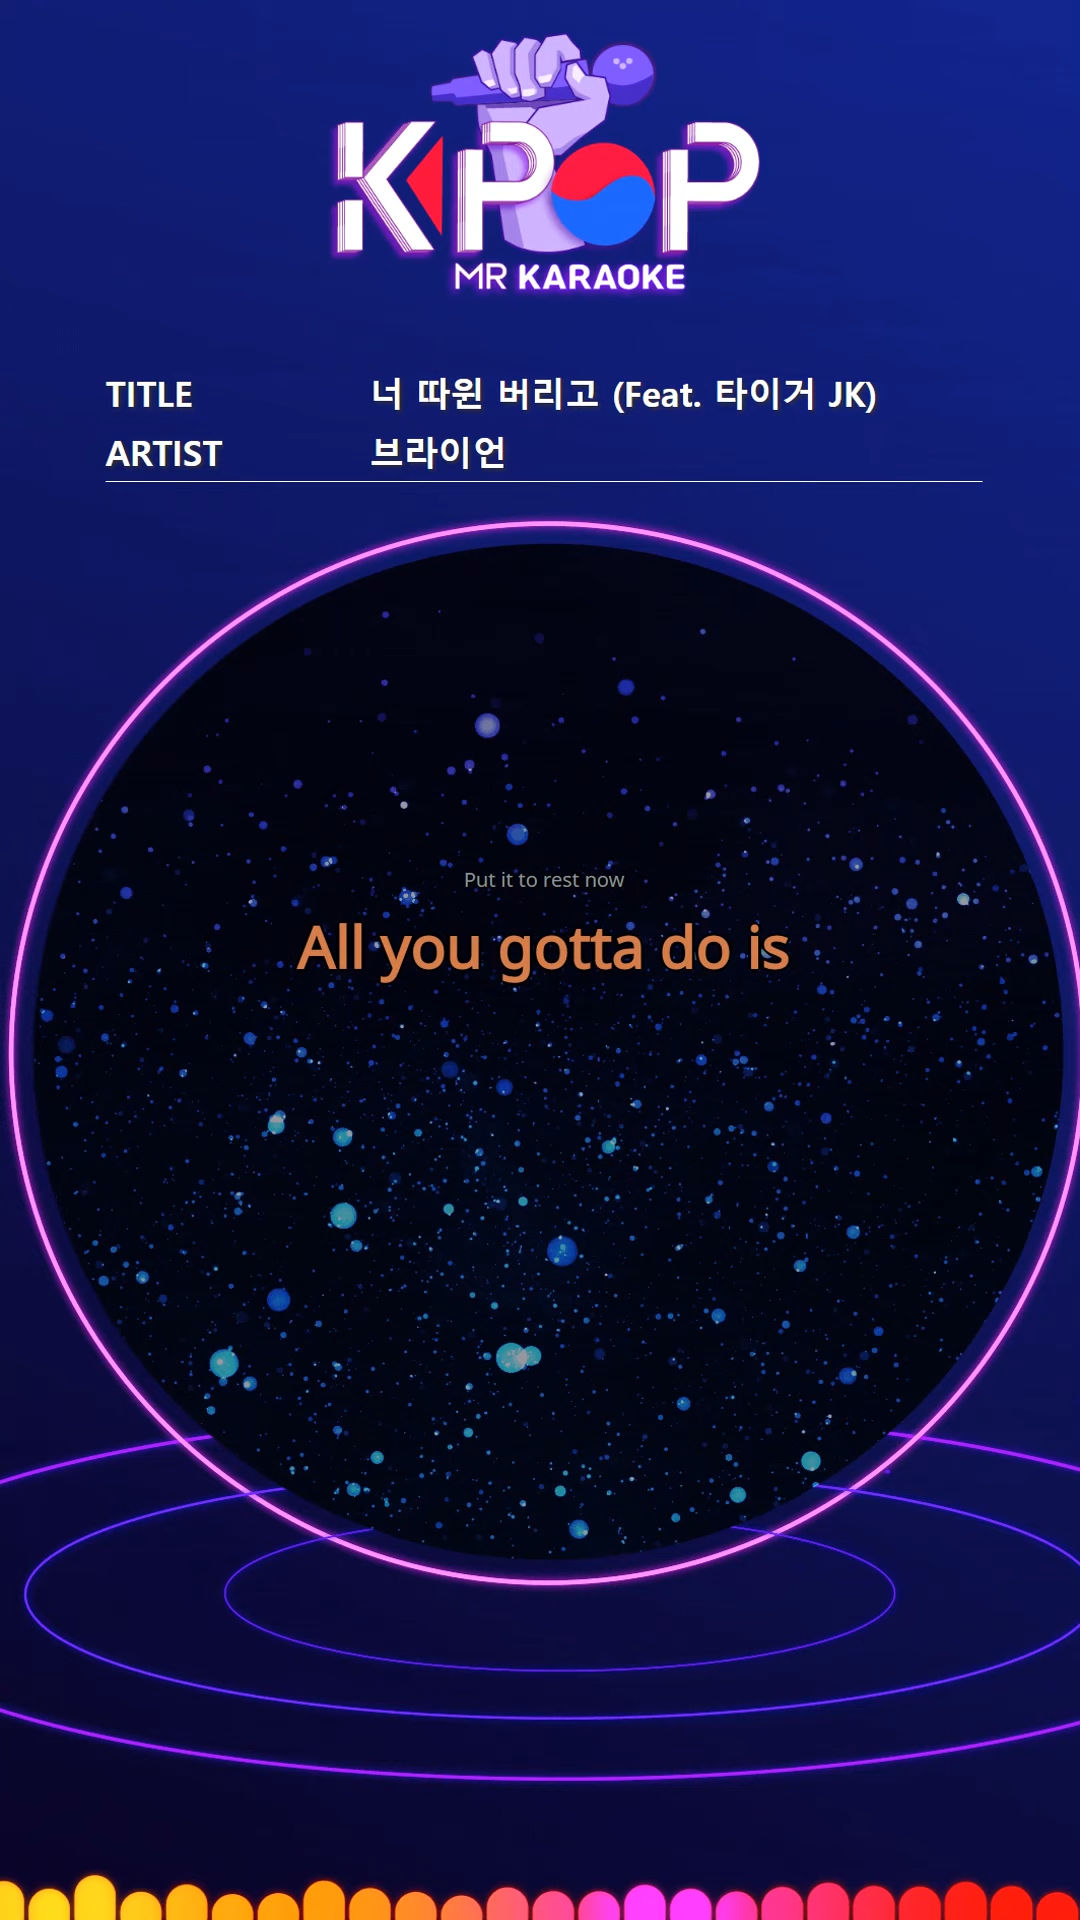 KPOP
MR KARAOKE
TITLE 너 따윈 버리고 (Feat. 타이거 JK)
ARTIST 브라이언
Put it to rest now
All you gotta do is